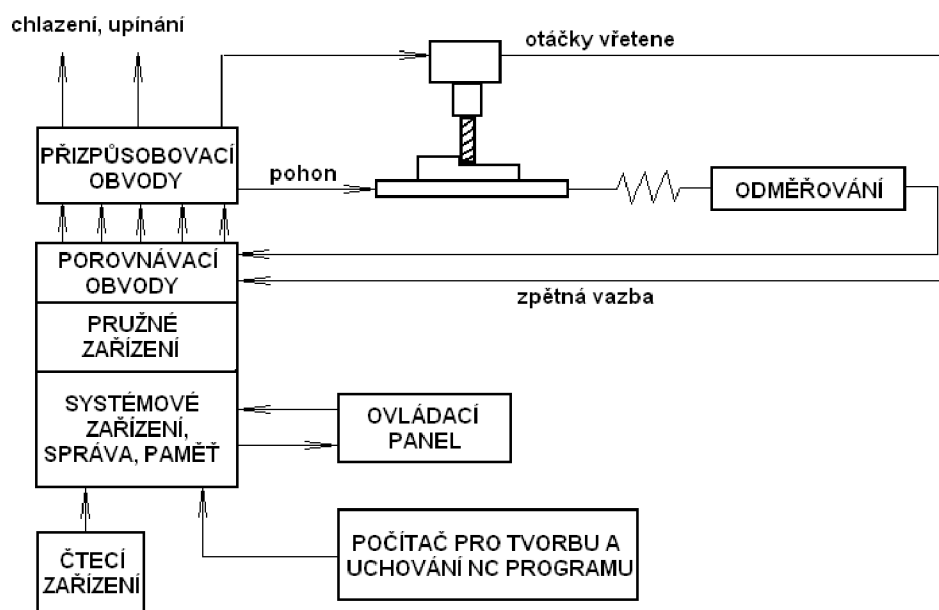 chlazení, upínání
otáčky vřetene
PŘIZPŮSOBOVACÍ
OBVODY
pohon
ODMĚŘOVÁNÍ
POROVNÁVACÍ
OBVODY
zpětná vazba
PRUŽNÉ
ZAŘÍZENÍ
SYSTÉMOVÉ
ZAŘÍZENÍ,
SPRÁVA, PAMĚŤ
OVLÁDACÍ
PANEL
ČTECÍ
ZAŘÍZENÍ
POČÍTAČ PRO TVORBU A
UCHOVÁNÍ NC PROGRAMU